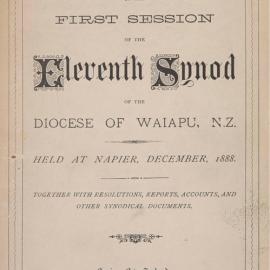 FIRST SESSION
OF THE
Eleventh Synod
OF THE
DIOCESE OF WAIAPU, N.Z.
HELD AT NAPIER, DECEMBER, 1888.
TOGETHER WITH RESOLUTIONS, REPORTS, ACCOUNTS, AND
OTHER SYNODICAL DOCUMENTS.